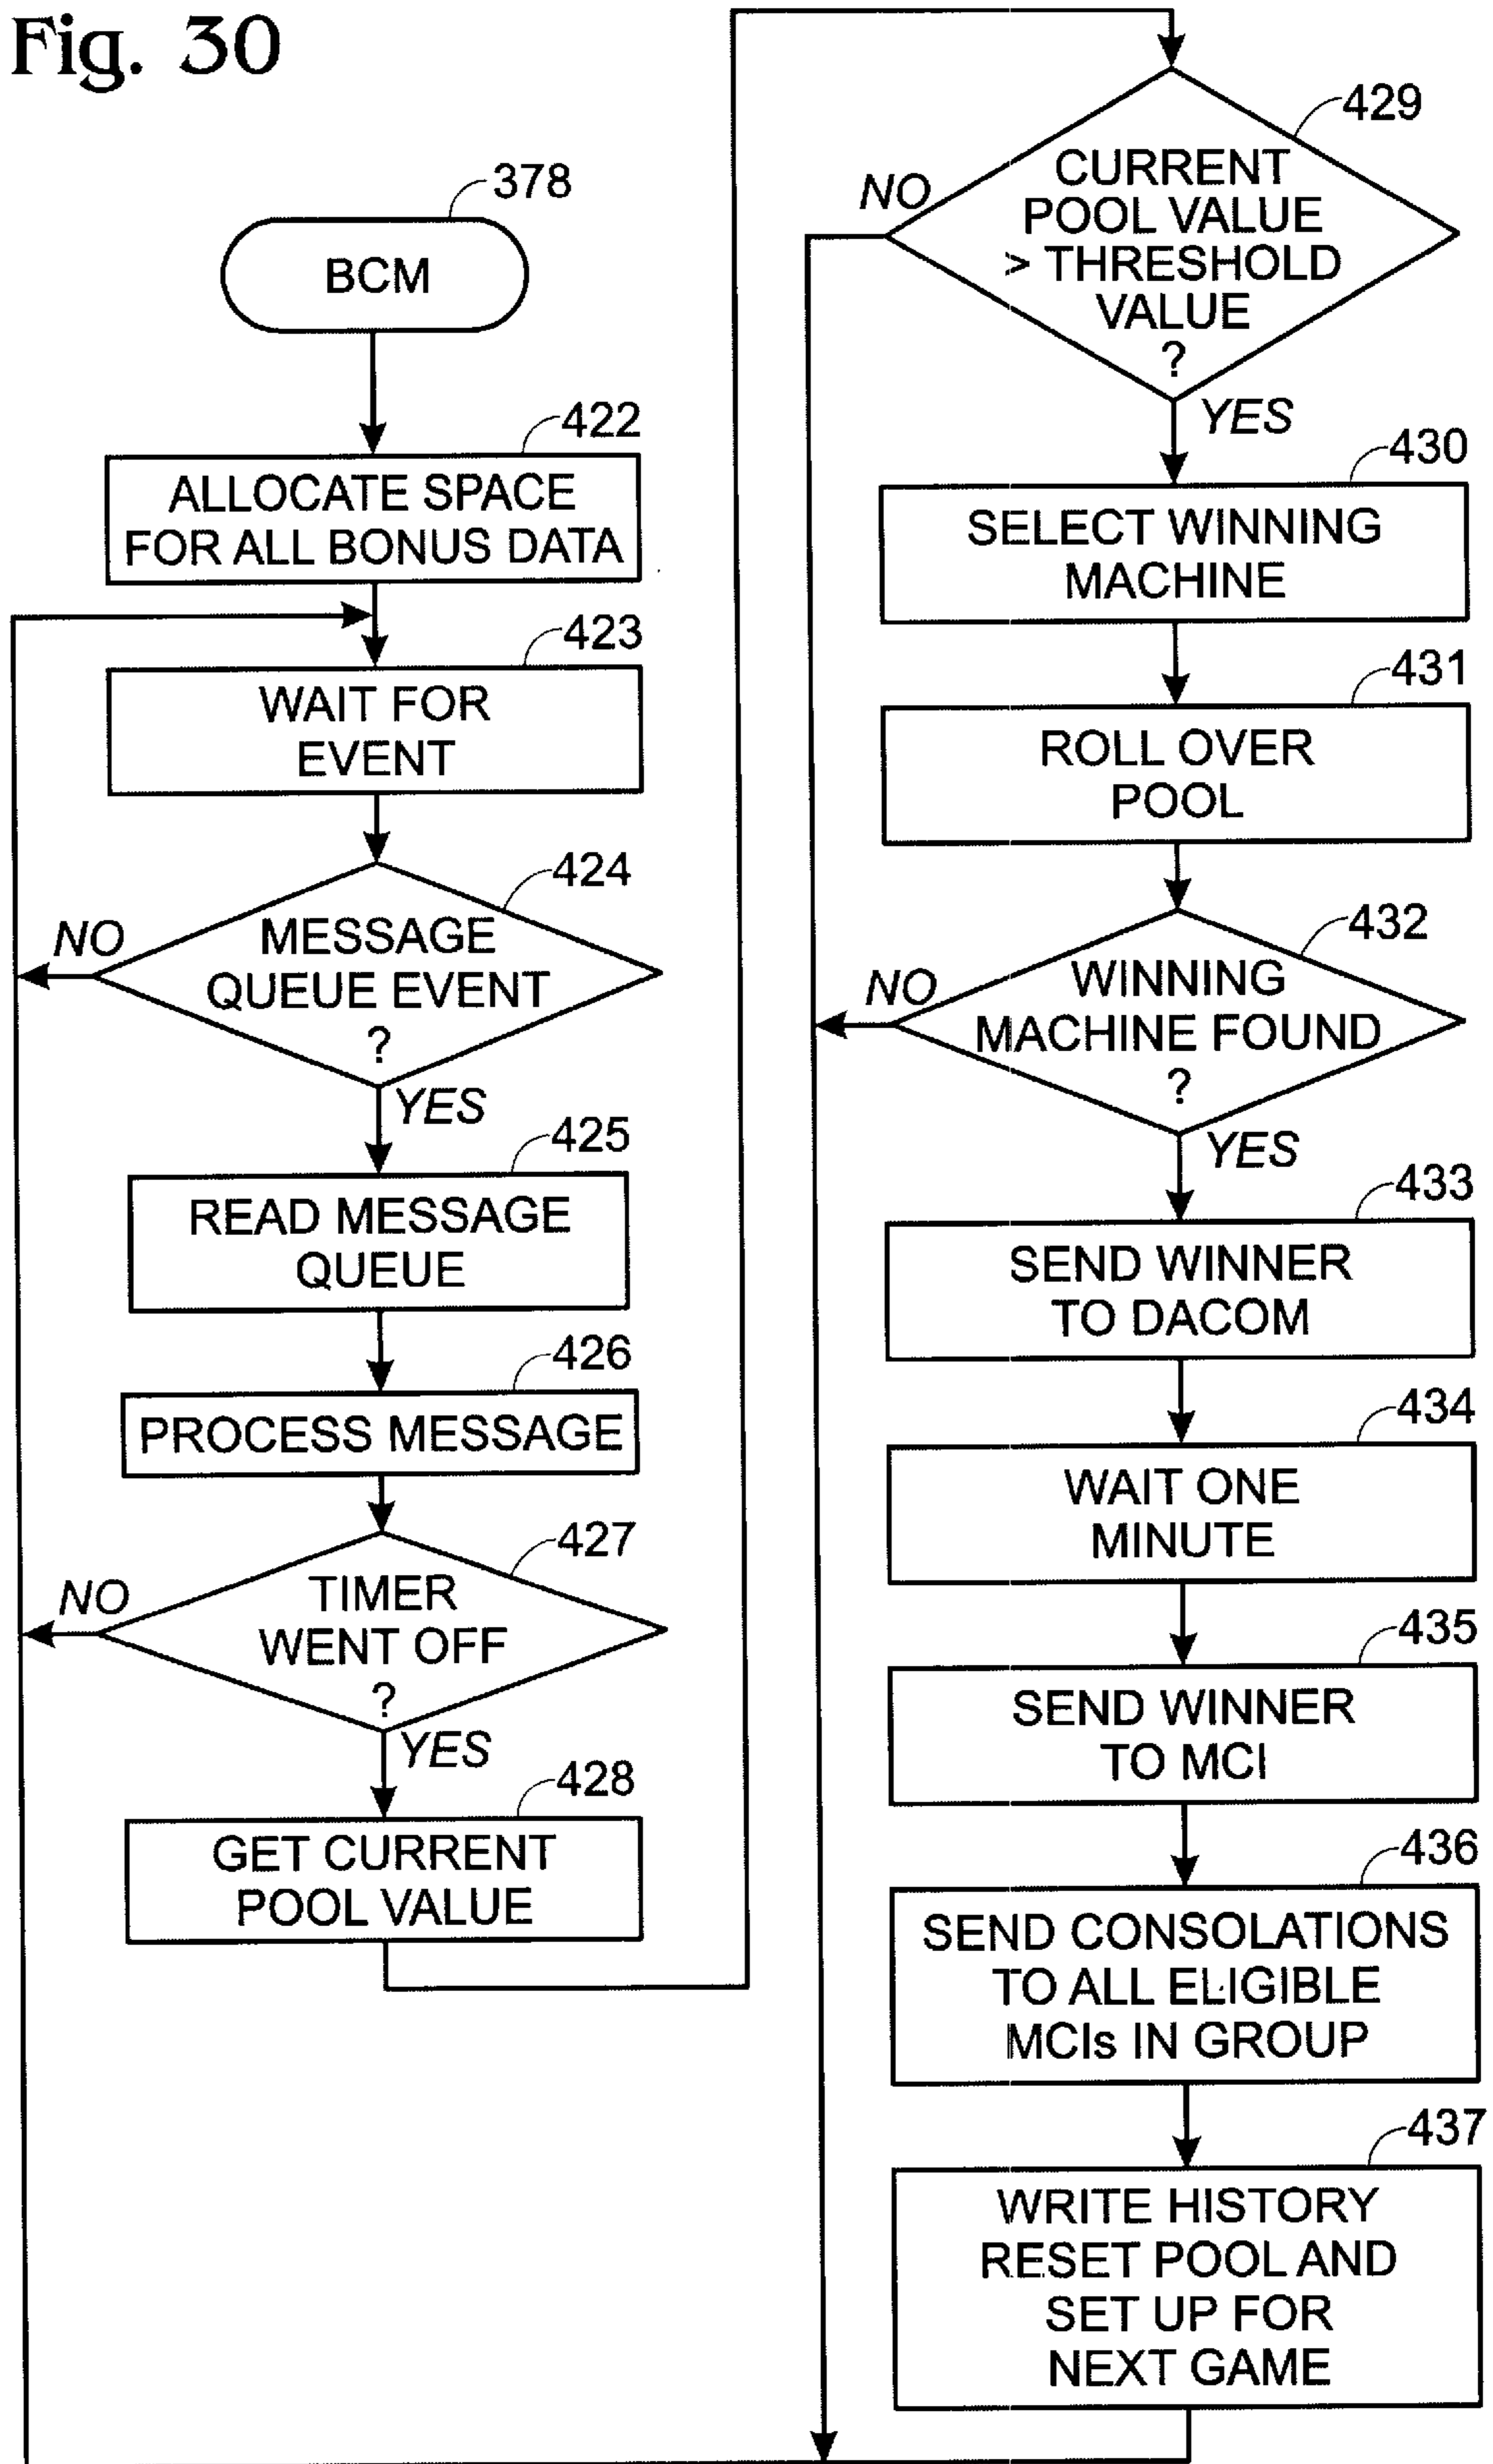 Fig. 30
378
BCM
422
ALLOCATE SPACE
FOR ALL BONUS DATA
423
WAIT FOR
EVENT
424
NO
MESSAGE
QUEUE EVENT
?
YES
425
READ MESSAGE
QUEUE
426
PROCESS MESSAGE
427
NO
TIMER
WENT OFF
?
YES
428
GET CURRENT
POOL VALUE
429
NO
CURRENT
POOL VALUE
> THRESHOLD
VALUE
?
YES
430
SELECT WINNING
MACHINE
431
ROLL OVER
POOL
432
NO
WINNING
MACHINE FOUND
?
YES
433
SEND WINNER
TO DACOM
434
WAIT ONE
MINUTE
435
SEND WINNER
TO MCI
436
SEND CONSOLATIONS
TO ALL ELIGIBLE
MCIs IN GROUP
437
WRITE HISTORY
RESET POOL AND
SET UP FOR
NEXT GAME